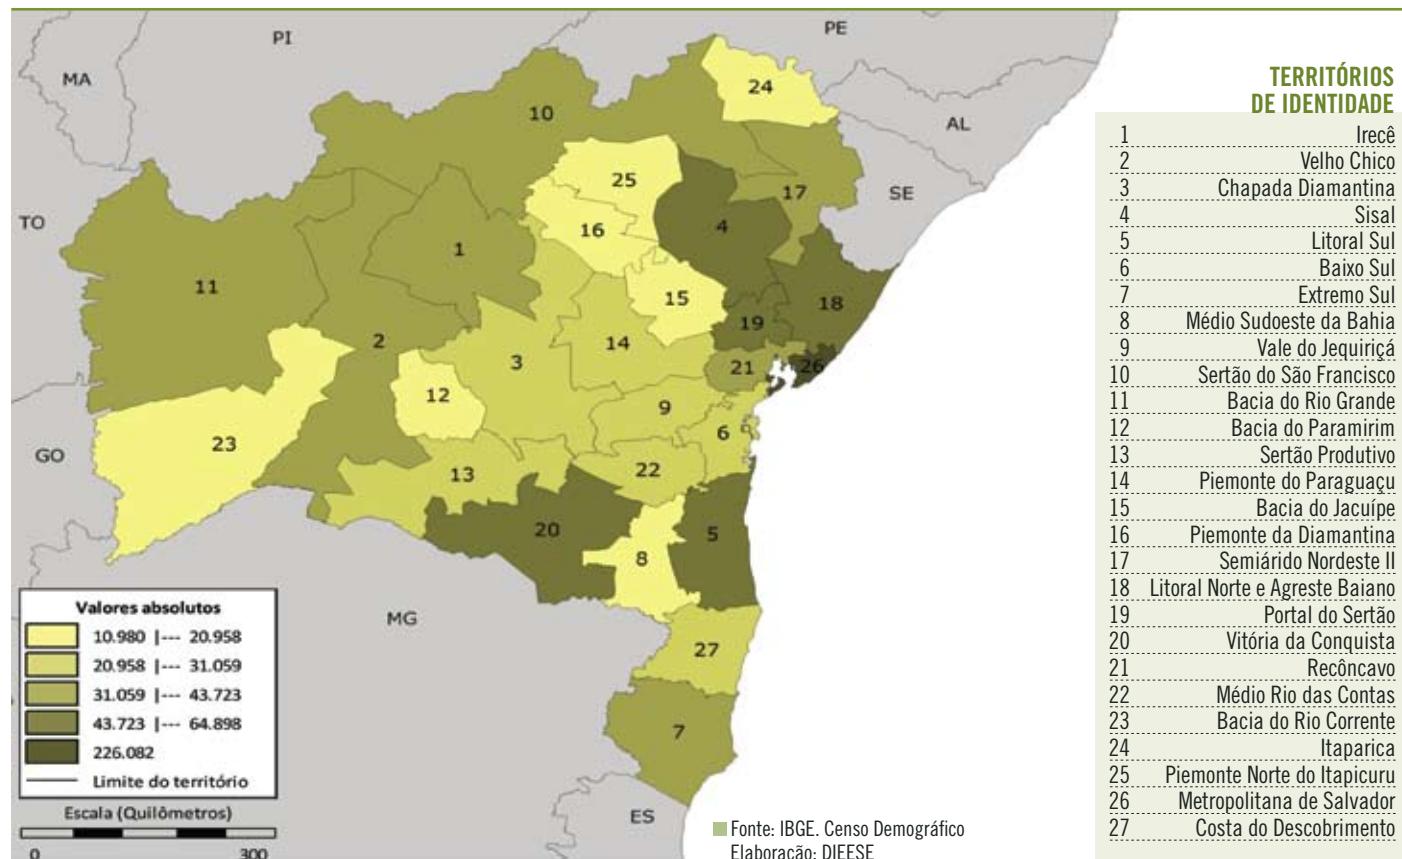 PI
PE
MA
AL
SE
TO
GO
MG
ES
24
10
25
17
4
16
1
11
15
18
19
2
14
3
21
26
12
9
6
23
13
22
20
5
8
27
7
Valores absolutos
10.980 |--- 20.958
20.958 |--- 31.059
31.059 |--- 43.723
43.723 |--- 64.898
226.082
Limite do território
Escala (Quilômetros)
0 300
Fonte: IBGE. Censo Demográfico
Elaboração: DIEESE
TERRITÓRIOS
DE IDENTIDADE
1 Irecê
2 Velho Chico
3 Chapada Diamantina
4 Sisal
5 Litoral Sul
6 Baixo Sul
7 Extremo Sul
8 Médio Sudoeste da Bahia
9 Vale do Jequiriçá
10 Sertão do São Francisco
11 Bacia do Rio Grande
12 Bacia do Paramirim
13 Sertão Produtivo
14 Piemonte do Paraguaçu
15 Bacia do Jacuípe
16 Piemonte da Diamantina
17 Semiárido Nordeste II
18 Litoral Norte e Agreste Baiano
19 Portal do Sertão
20 Vitória da Conquista
21 Recôncavo
22 Médio Rio das Contas
23 Bacia do Rio Corrente
24 Itaparica
25 Piemonte Norte do Itapicuru
26 Metropolitana de Salvador
27 Costa do Descobrimento